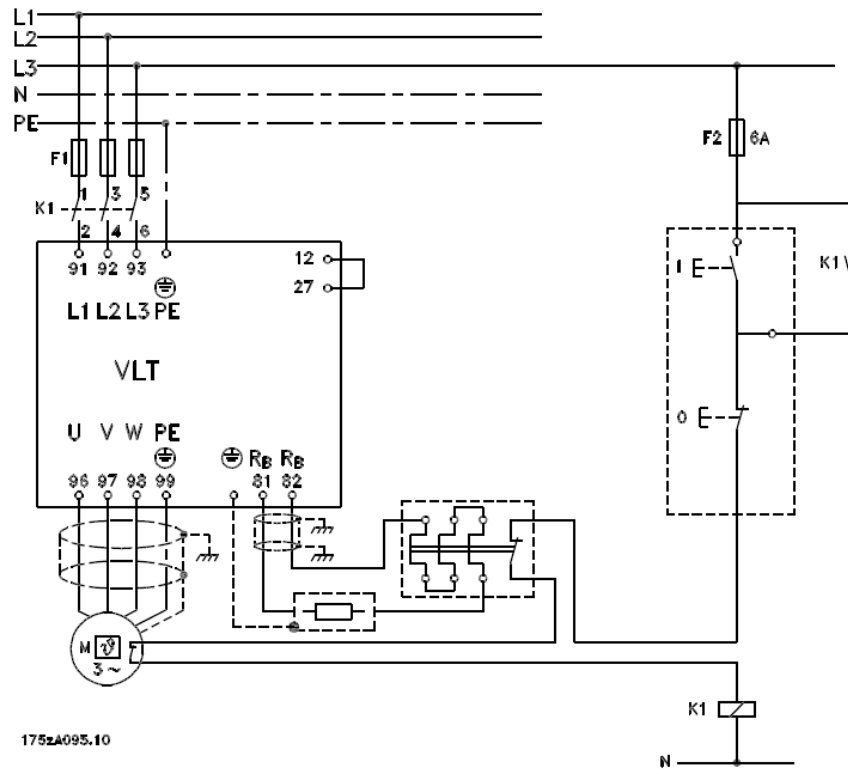 L1
L2
L3
N
PE
F1
F2 6A
1 3 5
K1
2 4 6
91 92 93
12
27
L1 L2 L3 PE
I
K1
VLT
0
U V W PE
RB RB
96 97 98 99 81 82
M
3~
K1
N
175zA095.10